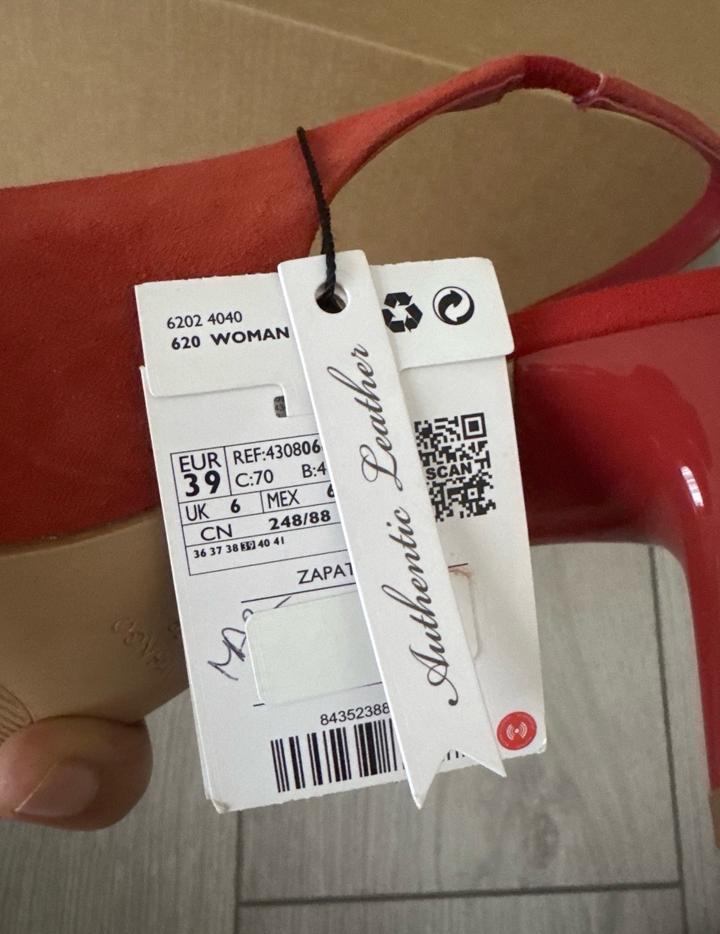 6202 4040
620 WOMAN
EUR
39
REF:430806
C:70 B:4
UK 6 MEX 6
CN 248/88
36 37 38 39 40 41
SCAN
ZAPAT
84352388
Authentic Leather